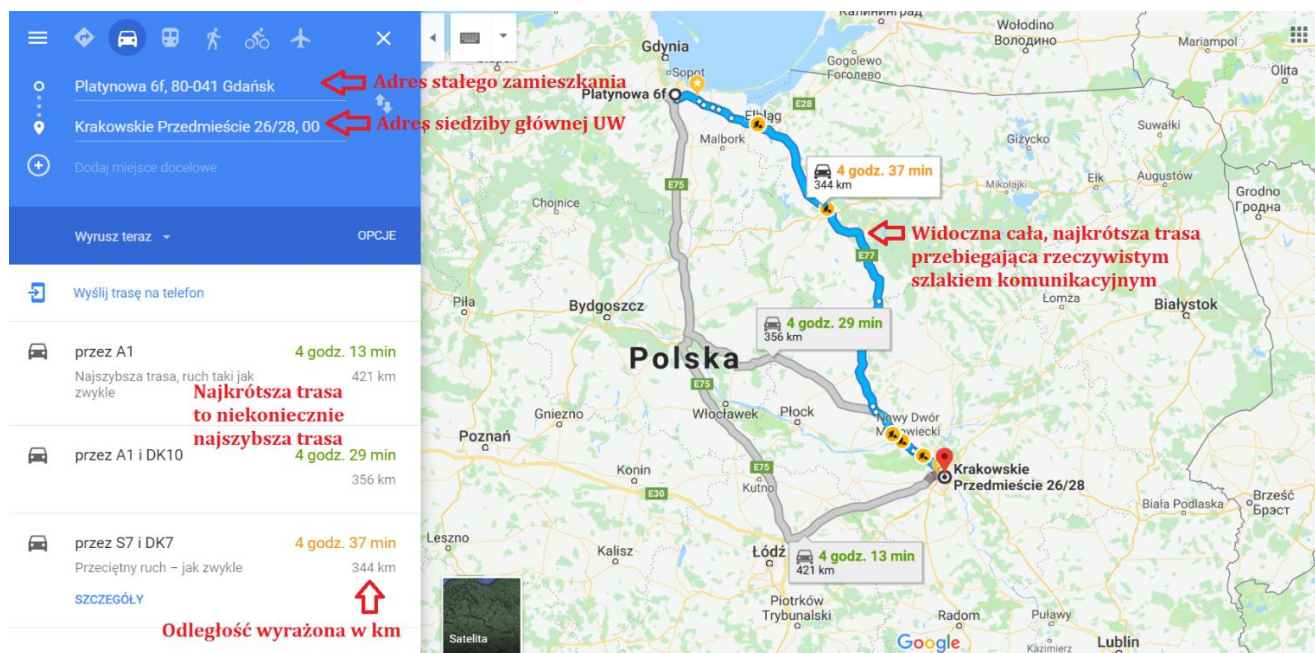 Platynowa 6f, 80-041 Gdańsk
Adres stałego zamieszkania
Krakowskie Przedmieście 26/28, 00
Adres siedziby głównej UW
Dodaj miejsce docelowe
Wyrusz teraz
OPCJE
Wyślij trasę na telefon
przez A1
4 godz. 13 min
Najszybsza trasa, ruch taki jak
421 km
zwykle
Najkrótsza trasa
to niekoniecznie
najszybsza trasa
przez A1 i DK10
4 godz. 29 min
356 km
przez S7 i DK7
4 godz. 37 min
Przeciętny ruch – jak zwykle
344 km
SZCZEGÓŁY
Odległość wyrażona w km
Wołodino
Володино
Mariampol
Gdynia
Gogolewo
Гоголево
Olita
Sopot
Platynowa 6f
E28
Elbląg
Malbork
Suwałki
Giżycko
4 godz. 37 min
344 km
E75
Mikołajki
Ełk
Augustów
Grodno
Гродна
Chojnice
Widoczna cała, najkrótsza trasa
przebiegająca rzeczywistym
szlakiem komunikacyjnym
E77
Piła
Bydgoszcz
Łomża
Białystok
4 godz. 29 min
356 km
Polska
E75
Gniezno
Włocławek
Płock
Nowy Dwór
Mazowiecki
Poznań
Konin
E75
Krakowskie
Przedmieście 26/28
E30
Kutno
Biała Podlaska
Brześć
Брэст
Leszno
Kalisz
Łódź
4 godz. 13 min
421 km
Piotrków
Trybunalski
Radom
Puławy
Satelita
Google
Kazimierz
Lublin